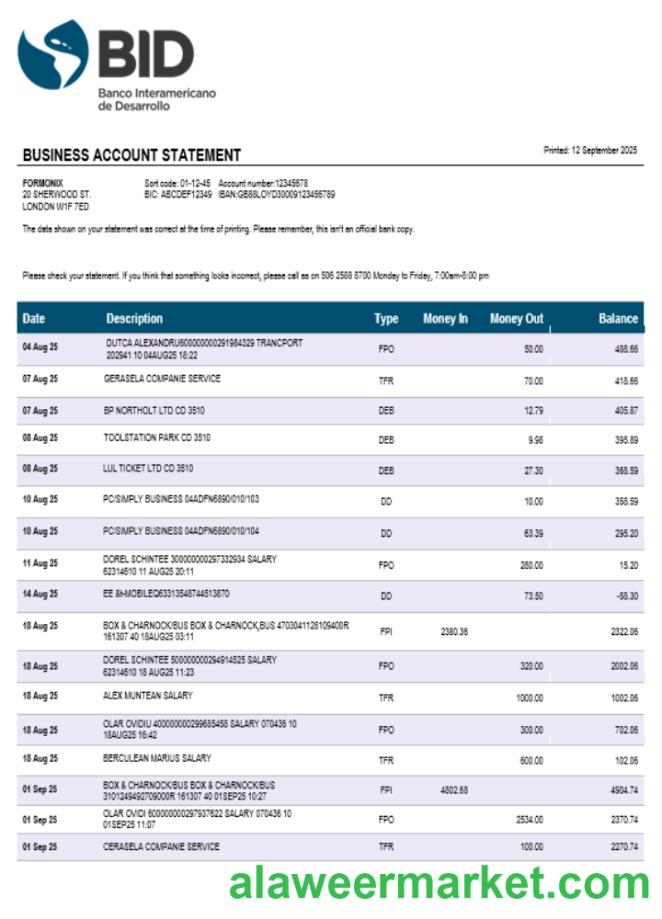 BID
Banco Interamericano
de Desarrollo
BUSINESS ACCOUNT STATEMENT
Printed: 12 September 2025
FORMONIX Sort code: 01-12-45 Account number:12345678
20 SHERWOOD ST. BIC: ABCDEF12349 IBAN:GB88LOYD30009123456789
LONDON W1F 7ED
The data shown on your statement was correct at the time of printing. Please remember, this isn't an official bank copy.
Please check your statement. If you think that something looks incorrect, please call as on 506 2588 8700 Monday to Friday, 7:00am-8:00 pm
Date Description Type Money In Money Out Balance
04 Aug 25 DUTCA ALEXANDRU600000000291984329 TRANCPORT
202941 10 04AUG25 18:22 FPO 50.00 488.66
07 Aug 25 GERASELA COMPANIE SERVICE TFR 70.00 418.66
07 Aug 25 BP NORTHOLT LTD CD 3510 DEB 12.79 405.87
08 Aug 25 TOOLSTATION PARK CD 3510 DEB 9.98 395.89
08 Aug 25 LUL TICKET LTD CD 3510 DEB 27.30 368.59
10 Aug 25 PC/SIMPLY BUSINESS 04ADFN6890/010/103 DD 10.00 358.59
10 Aug 25 PC/SIMPLY BUSINESS 04ADFN6890/010/104 DD 63.39 295.20
11 Aug 25 DOREL SCHINTEE 300000000297332934 SALARY
62314610 11 AUG25 20:11 FPO 280.00 15.20
14 Aug 25 EE &I-MOBILEQ63313548744513870 DD 73.50 -58.30
18 Aug 25 BOX & CHARNOCK/BUS BOX & CHARNOCK,BUS 4703041128109400R
161307 40 18AUG25 03:11 FPI 2380.36 2322.06
18 Aug 25 DOREL SCHINTEE 500000000294914525 SALARY
62314610 18 AUG25 11:23 FPO 320.00 2002.06
18 Aug 25 ALEX MUNTEAN SALARY TFR 1000.00 1002.06
18 Aug 25 OLAR OVIDIU 400000000299685458 SALARY 070436 10
18AUG25 16:42 FPO 300.00 702.06
18 Aug 25 BERCULEAN MARIUS SALARY TFR 600.00 102.06
01 Sep 25 BOX & CHARNOCK/BUS BOX & CHARNOCK/BUS
3101249492709000R 161307 40 01SEP25 10:27 FPI 4802.68 4904.74
01 Sep 25 OLAR OVIDI 600000000297937622 SALARY 070436 10
01SEP25 11:07 FPO 2534.00 2370.74
01 Sep 25 CERASELA COMPANIE SERVICE TFR 100.00 2270.74
alaweermarket.com